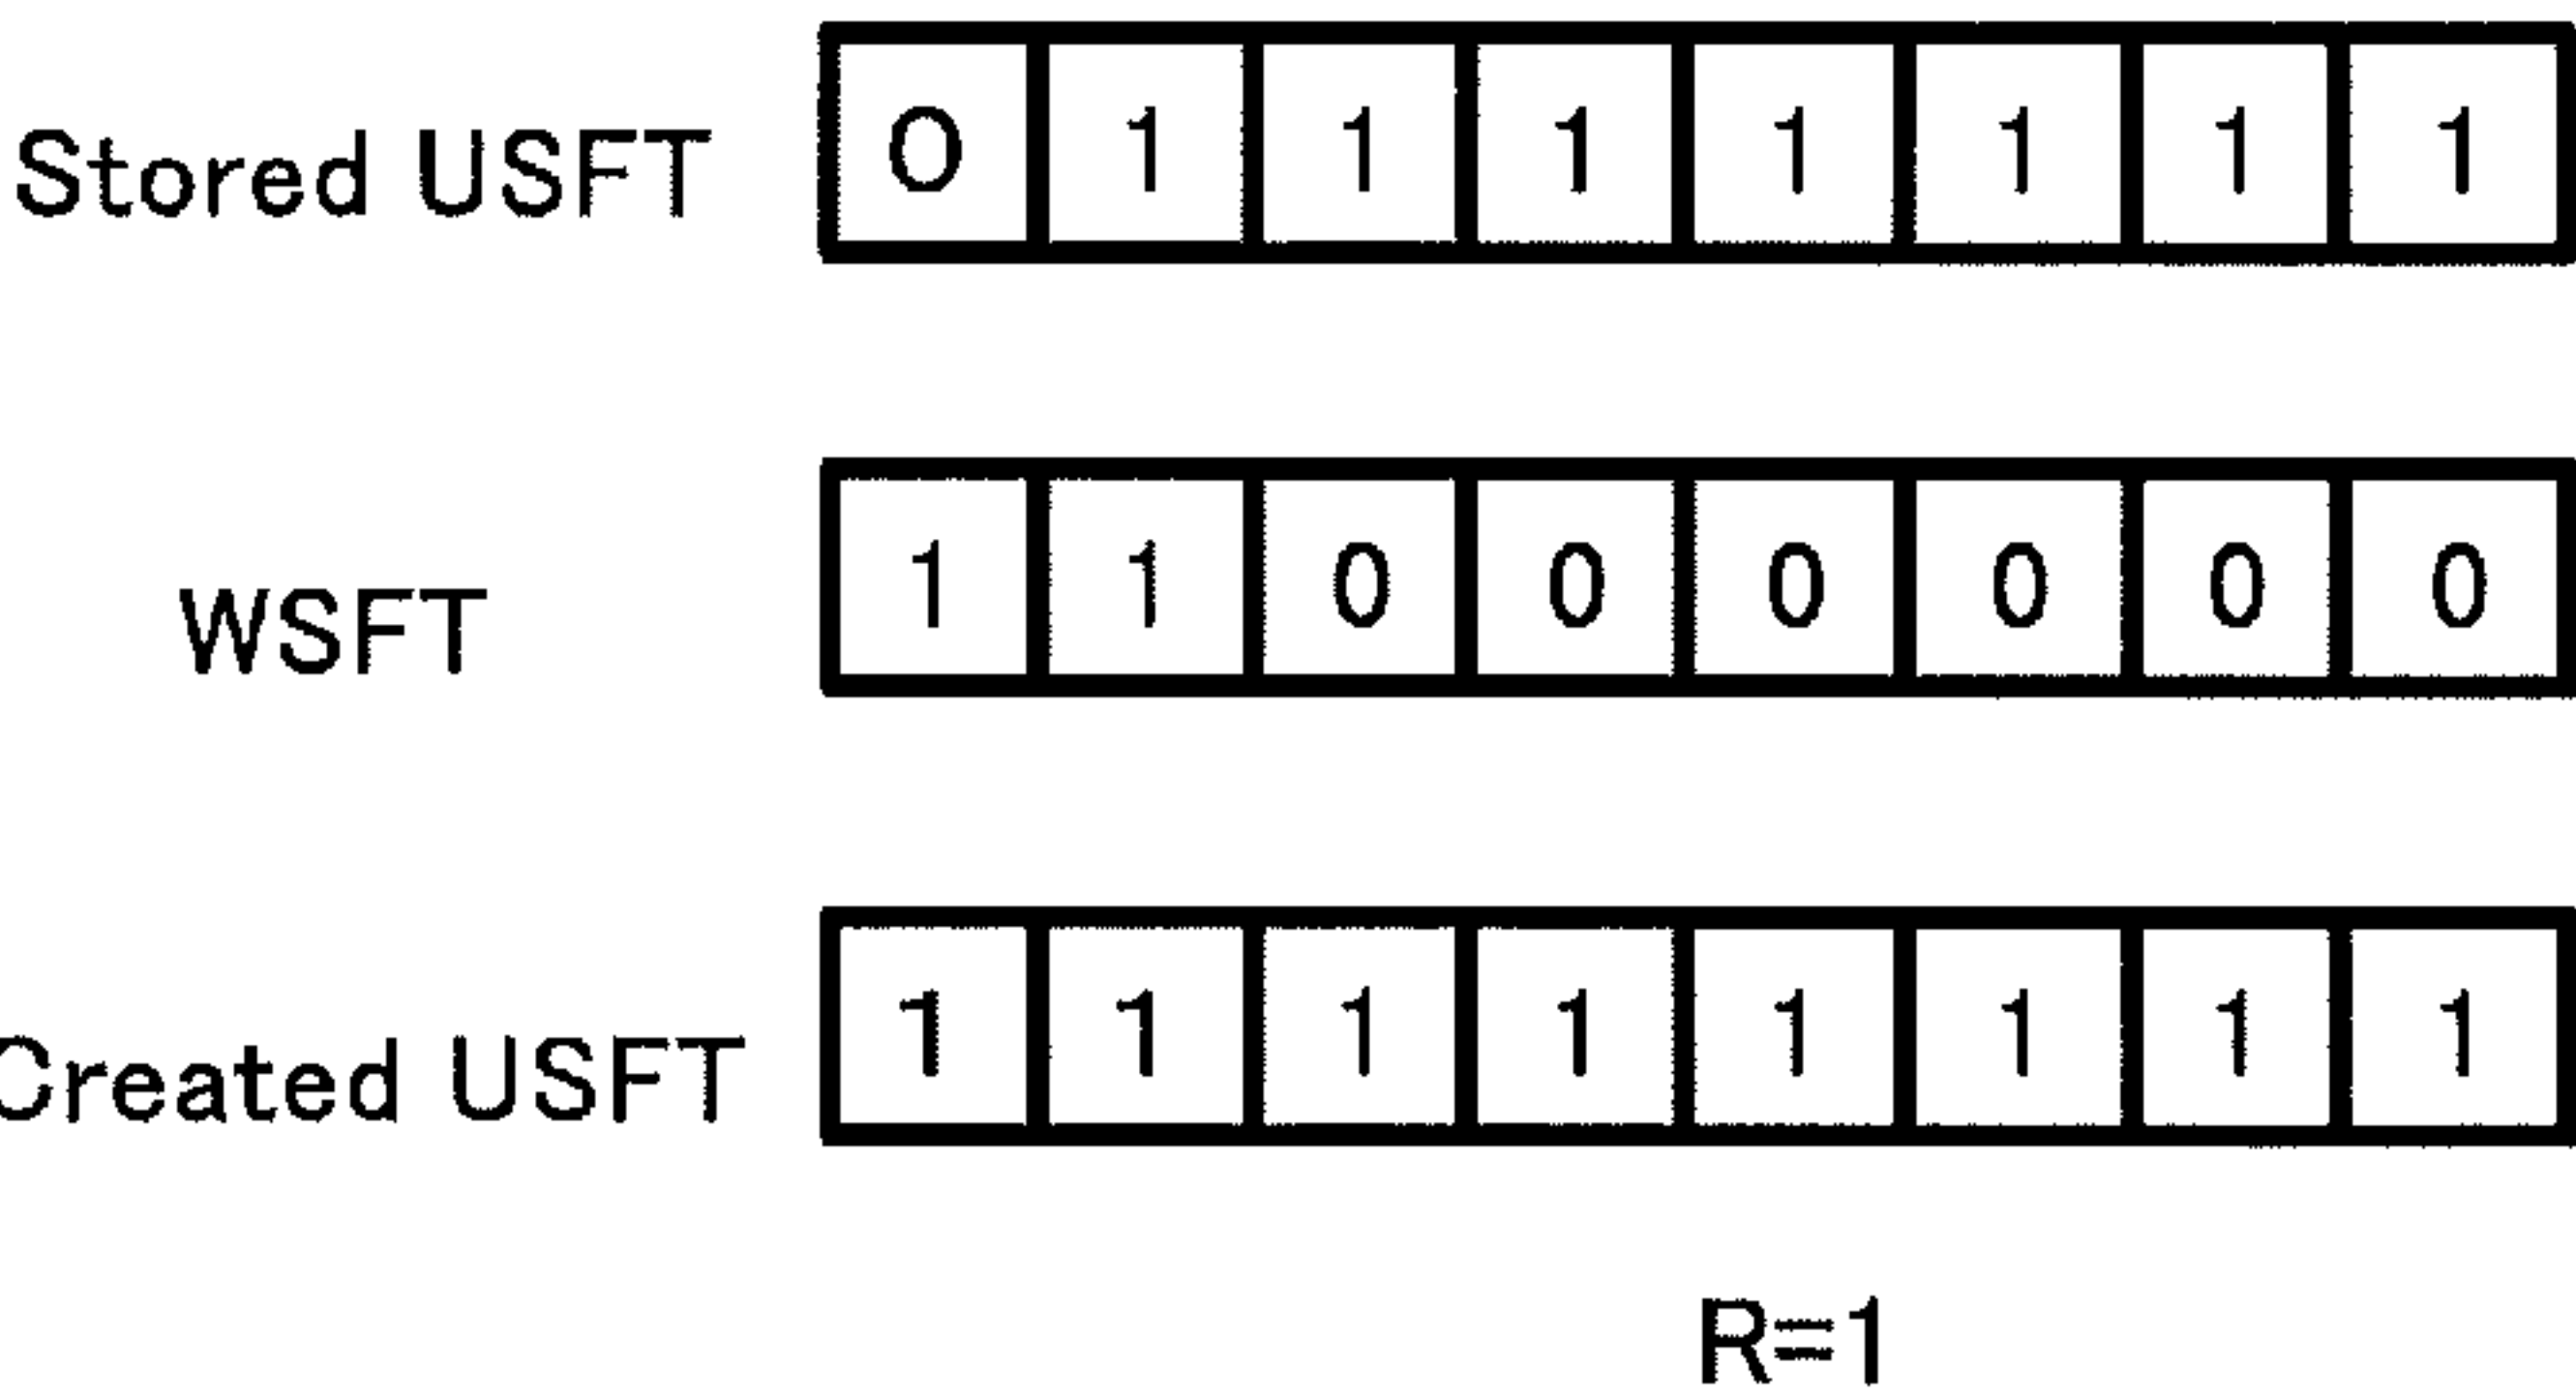 Stored USFT 0 1 1 1 1 1 1 1
WSFT 1 1 0 0 0 0 0 0
Created USFT 1 1 1 1 1 1 1 1
R=1